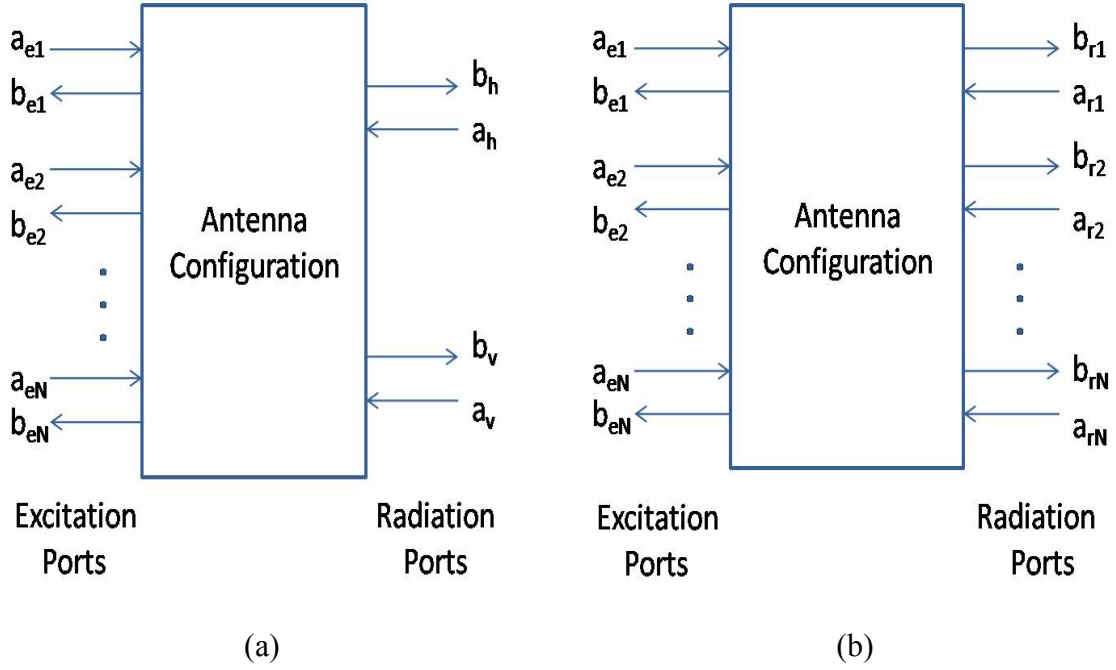 a_e1
b_e1
a_e2
b_e2
a_eN
b_eN
Antenna
Configuration
b_h
a_h
b_v
a_v
Excitation
Ports
Radiation
Ports
(a)
a_e1
b_e1
a_e2
b_e2
a_eN
b_eN
Antenna
Configuration
b_r1
a_r1
b_r2
a_r2
b_rN
a_rN
Excitation
Ports
Radiation
Ports
(b)